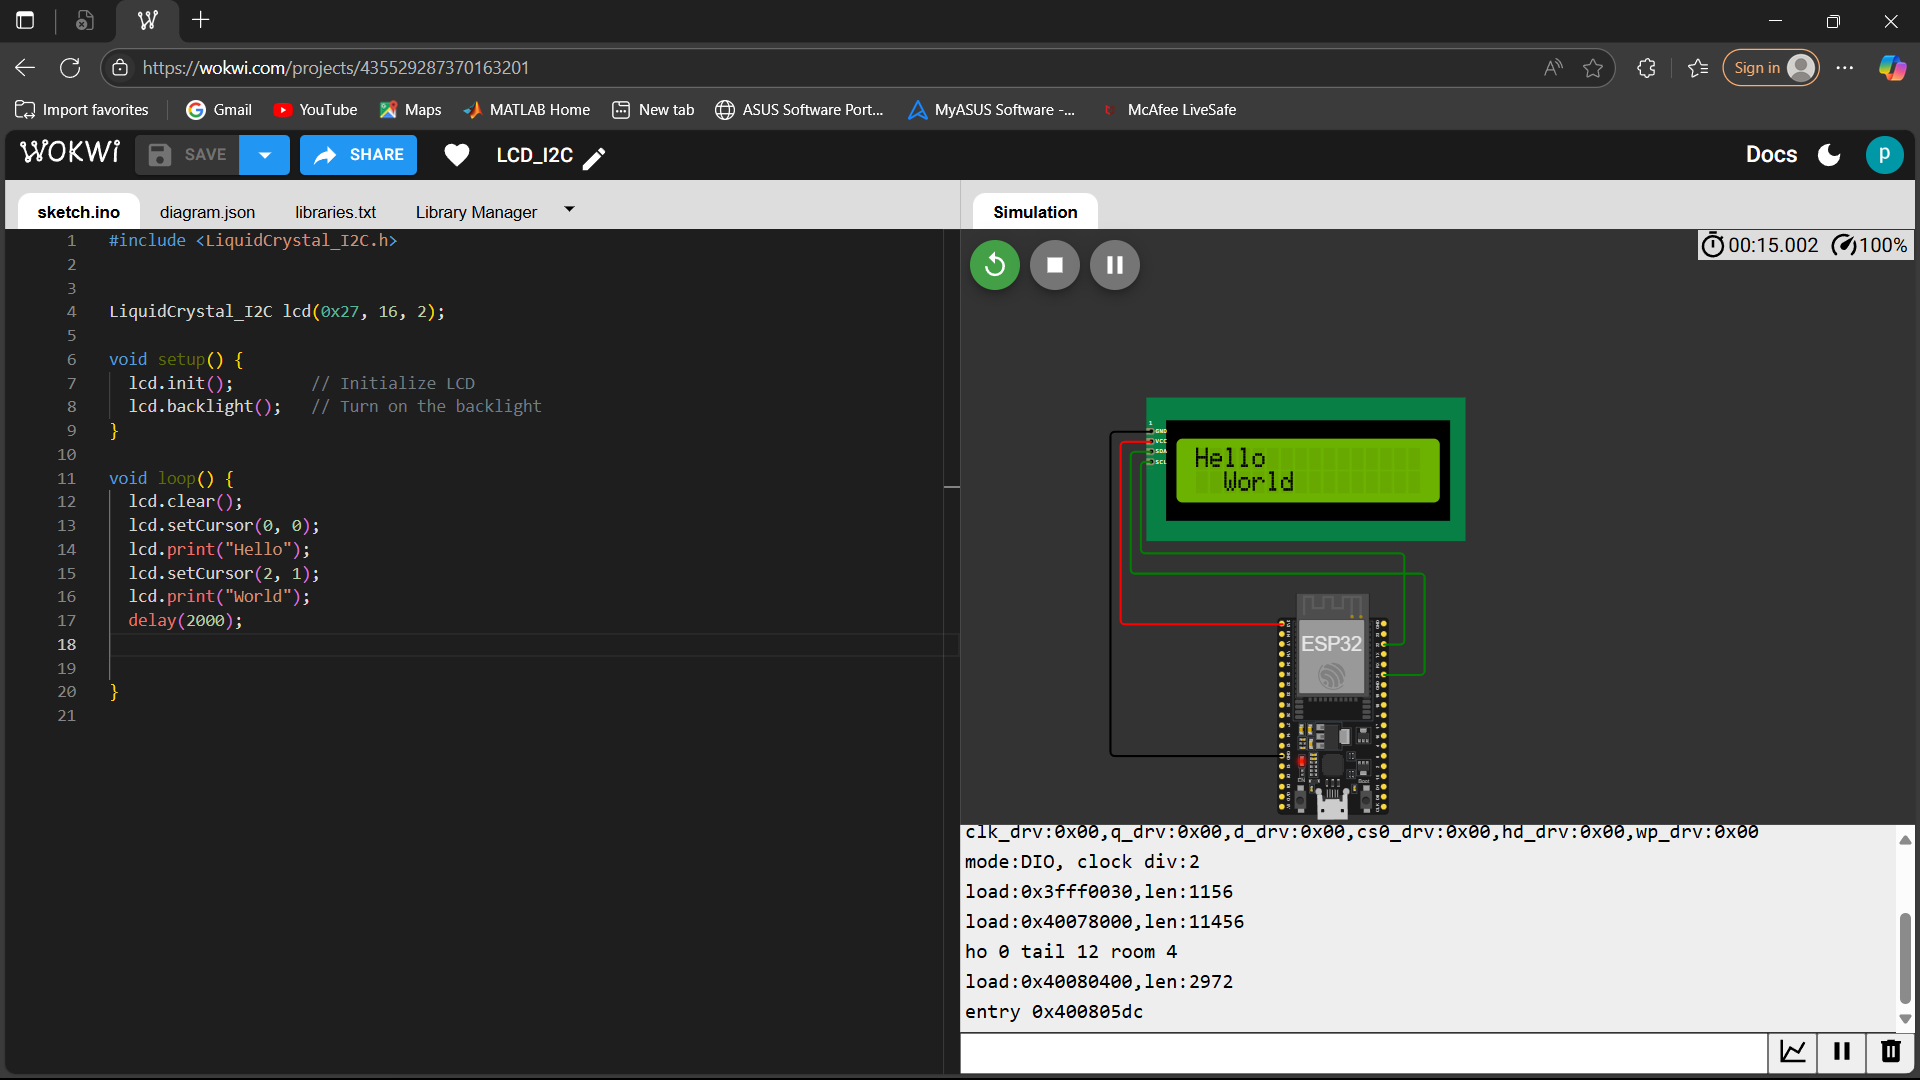 https://wokwi.com/projects/435529287370163201
Sign in
Import favorites
Gmail
YouTube
Maps
MATLAB Home
New tab
ASUS Software Port...
MyASUS Software -...
McAfee LiveSafe
WOKWi
SAVE
SHARE
LCD_I2C
Docs
p
sketch.ino
diagram.json
libraries.txt
Library Manager
Simulation
1 #include <LiquidCrystal_I2C.h>
2
3
4 LiquidCrystal_I2C lcd(0x27, 16, 2);
5
6 void setup() {
7 lcd.init(); // Initialize LCD
8 lcd.backlight(); // Turn on the backlight
9 }
10
11 void loop() {
12 lcd.clear();
13 lcd.setCursor(0, 0);
14 lcd.print("Hello");
15 lcd.setCursor(2, 1);
16 lcd.print("World");
17 delay(2000);
18
19
20 }
21
00:15.002 100%
1
GND
VCC
SDA
SCL
Hello
World
ESP32
clk_drv:0x00,q_drv:0x00,d_drv:0x00,cs0_drv:0x00,hd_drv:0x00,wp_drv:0x00
mode:DIO, clock div:2
load:0x3fff0030,len:1156
load:0x40078000,len:11456
ho 0 tail 12 room 4
load:0x40080400,len:2972
entry 0x400805dc